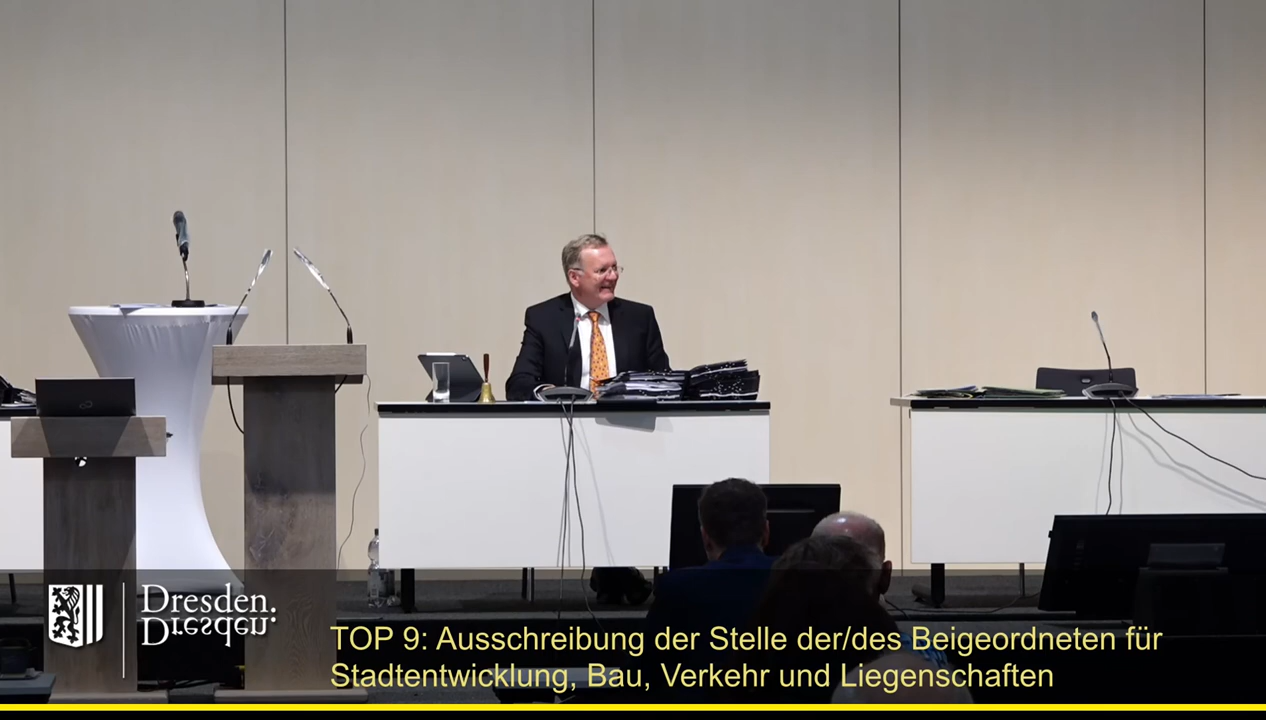 Dresden.
Dresden.
TOP 9: Ausschreibung der Stelle der/des Beigeordneten für
Stadtentwicklung, Bau, Verkehr und Liegenschaften